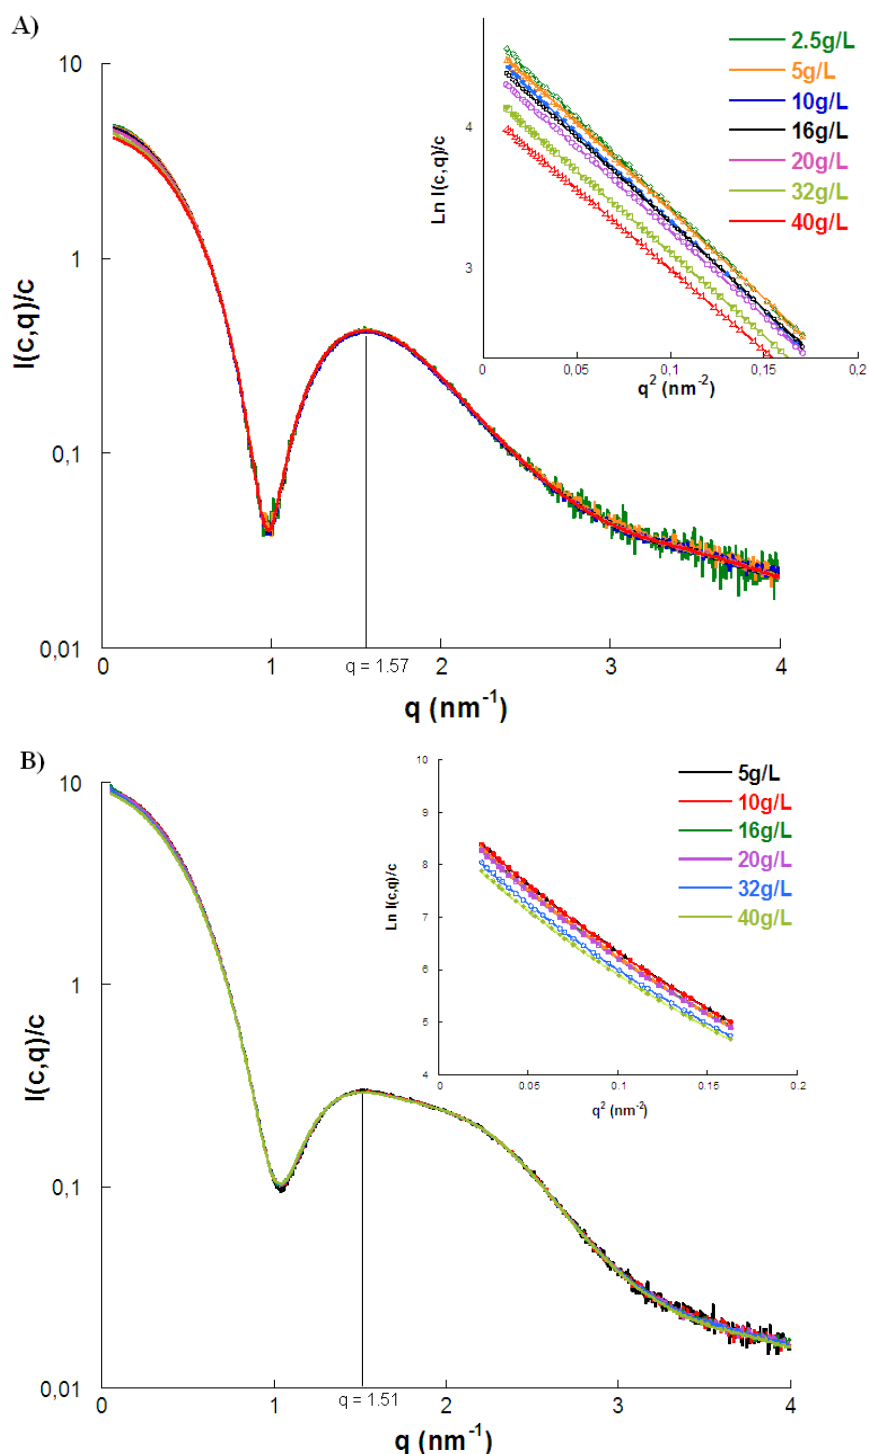 A)
10
1
0,1
0,01
I(c,q)/c
0
1
2
3
4
q = 1.57
q (nm-1)
Ln I(c,q)/c
4
3
0
0,05
0,1
0,15
0,2
q2 (nm-2)
2.5g/L
5g/L
10g/L
16g/L
20g/L
32g/L
40g/L
B)
10
1
0,1
0,01
I(c,q)/c
0
1
2
3
4
q = 1.51
q (nm-1)
Ln I(c,q)/c
10
9
8
7
6
5
4
0
0.05
0.1
0.15
0.2
q2 (nm-2)
5g/L
10g/L
16g/L
20g/L
32g/L
40g/L